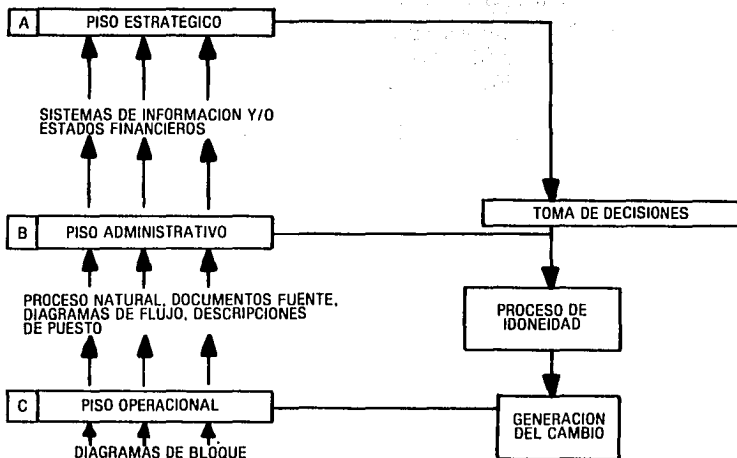 A PISO ESTRATEGICO
SISTEMAS DE INFORMACION Y/O
ESTADOS FINANCIEROS
TOMA DE DECISIONES
B PISO ADMINISTRATIVO
PROCESO NATURAL, DOCUMENTOS FUENTE,
DIAGRAMAS DE FLUJO, DESCRIPCIONES
DE PUESTO
PROCESO DE
IDONEIDAD
C PISO OPERACIONAL
GENERACION
DEL CAMBIO
DIAGRAMAS DE BLOQUE